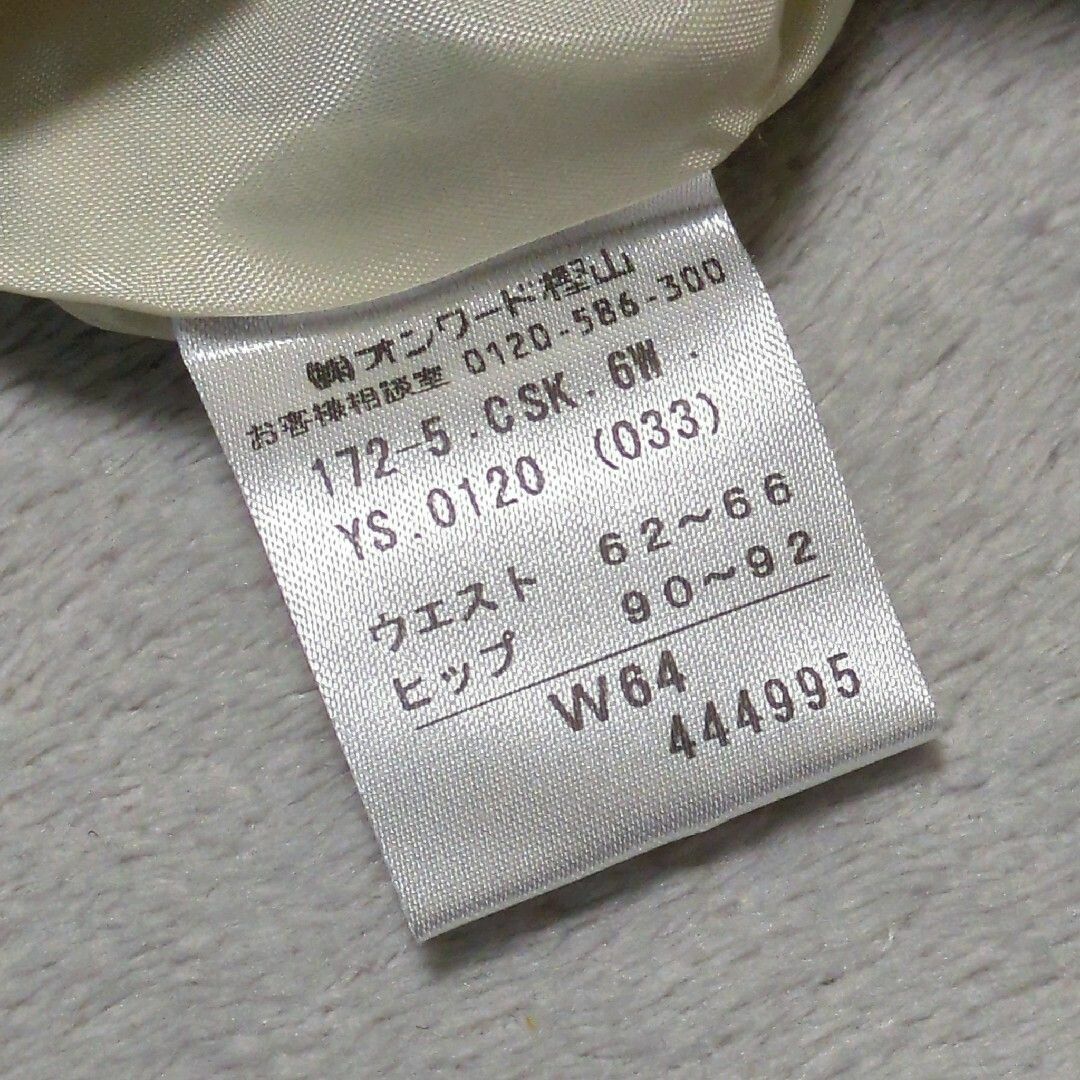 ㈱オンワード樫山
お客様相談室 0120-586-300
172-5.CSK.6W.
YS.0120 (033)
ウエスト 62～66
ヒップ 90～92
W64
444995